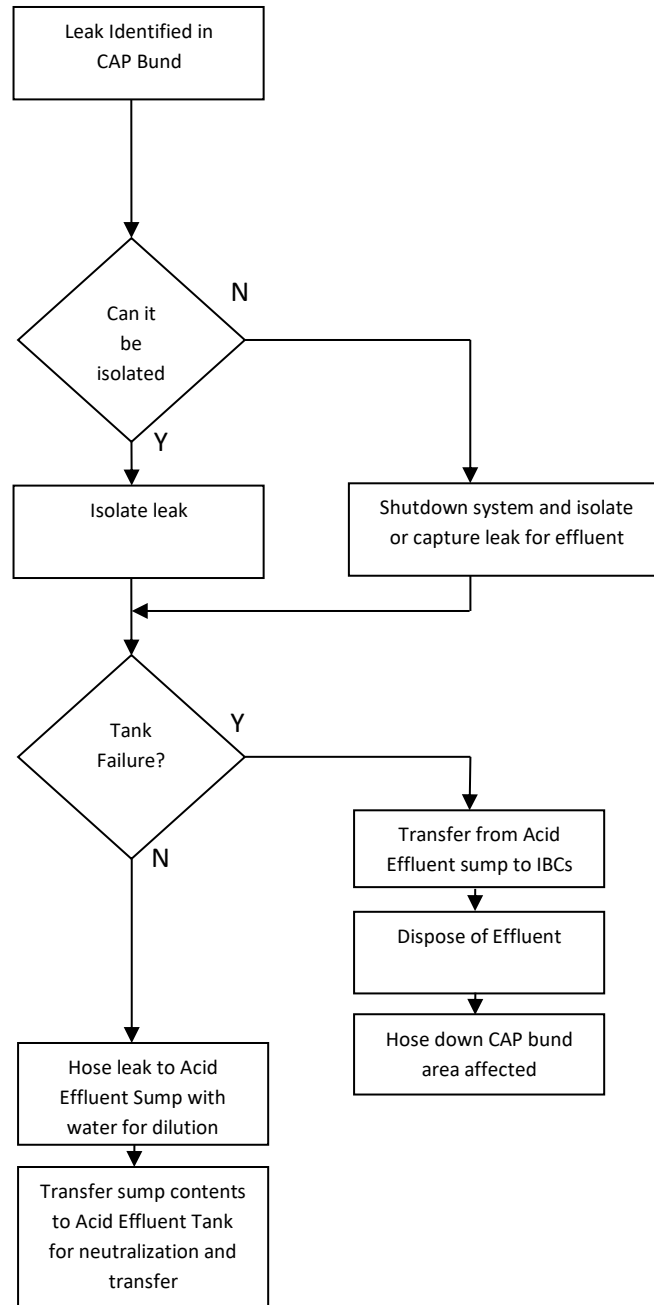 Leak Identified in
CAP Bund
N
Can it
be
isolated
Y
Isolate leak
Shutdown system and isolate
or capture leak for effluent
Tank
Failure?
Y
N
Transfer from Acid
Effluent sump to IBCs
Dispose of Effluent
Hose down CAP bund
area affected
Hose leak to Acid
Effluent Sump with
water for dilution
Transfer sump contents
to Acid Effluent Tank
for neutralization and
transfer